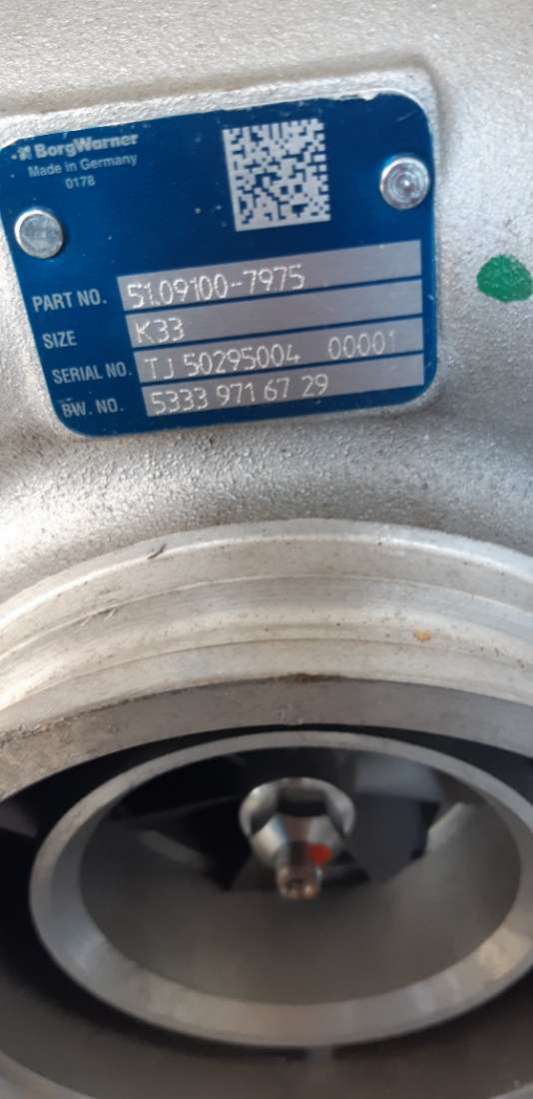 BorgWarner
Made in Germany
0178
PART NO. 51.09100-7975
SIZE K33
SERIAL NO. TJ 50295004 00001
BW. NO. 5333 971 67 29